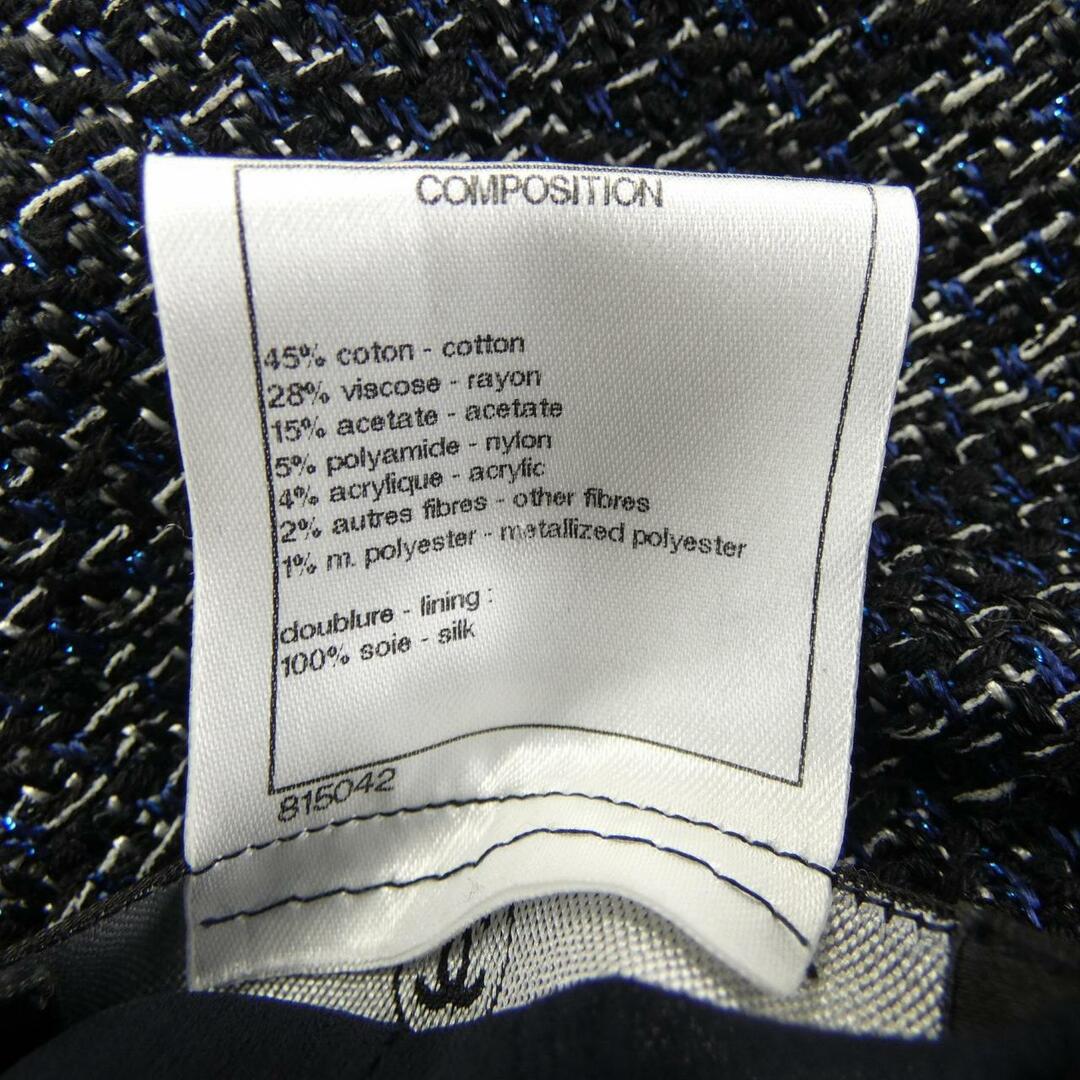 COMPOSITION
45% coton - cotton
28% viscose - rayon
15% acetate - acetate
5% polyamide - nylon
4% acrylique - acrylic
2% autres fibres - other fibres
1% m. polyester - metallized polyester
doublure - lining :
100% soie - silk
815042